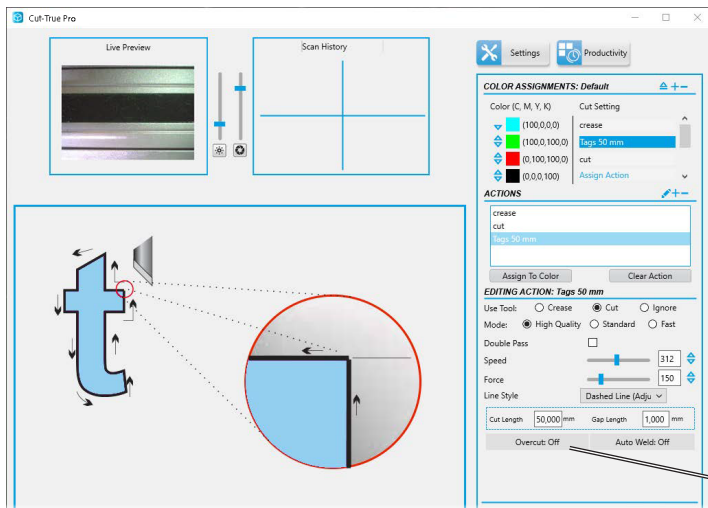 Cut-True Pro
Live Preview
Scan History
Settings
Productivity
COLOR ASSIGNMENTS: Default
Color (C, M, Y, K) Cut Setting
(100,0,0,0) crease
(100,0,100,0) Tags 50 mm
(0,100,100,0) cut
(0,0,0,100) Assign Action
ACTIONS
crease
cut
Tags 50 mm
Assign To Color Clear Action
EDITING ACTION: Tags 50 mm
Use Tool: Crease Cut Ignore
Mode: High Quality Standard Fast
Double Pass
Speed 312
Force 150
Line Style Dashed Line (Adju
Cut Length 50,000 mm Gap Length 1,000 mm
Overcut: Off Auto Weld: Off
t